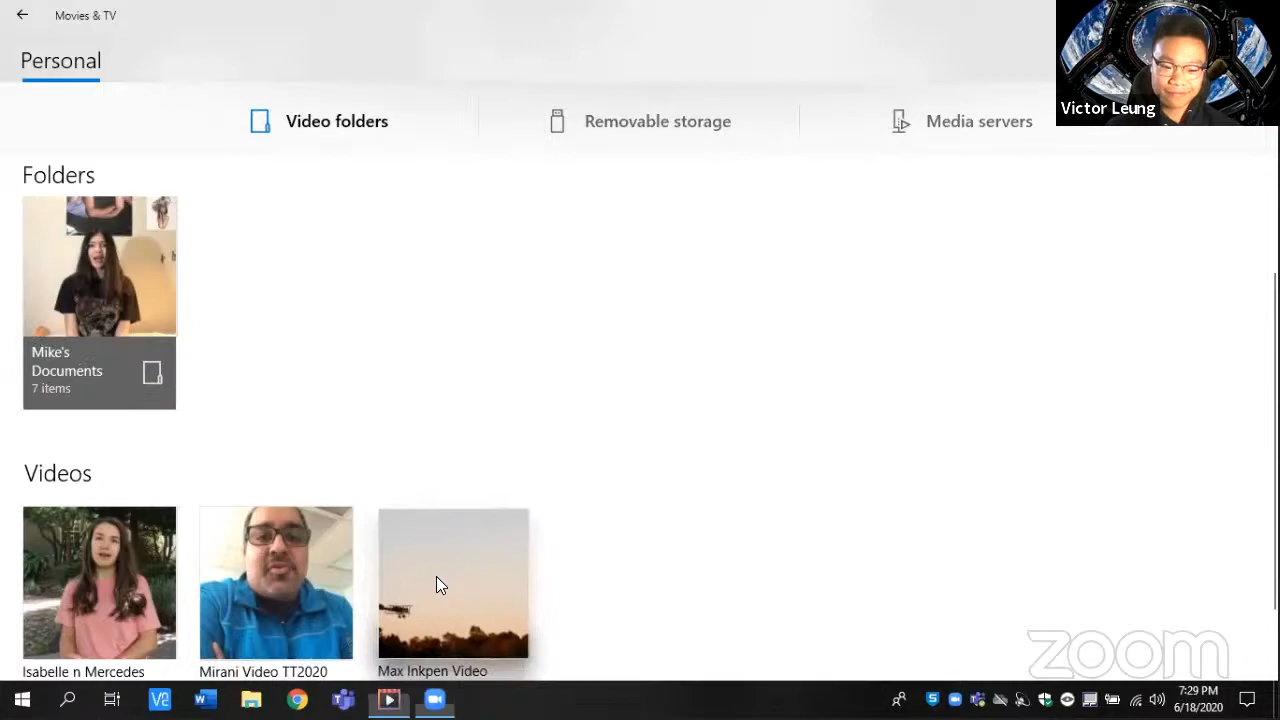 Movies & TV
Personal
Victor Leung
Video folders
Removable storage
Media servers
Folders
Mike's
Documents
7 items
Videos
Isabelle n Mercedes
Mirani Video TT2020
Max Inkpen Video
zoom
7:29 PM
6/18/2020